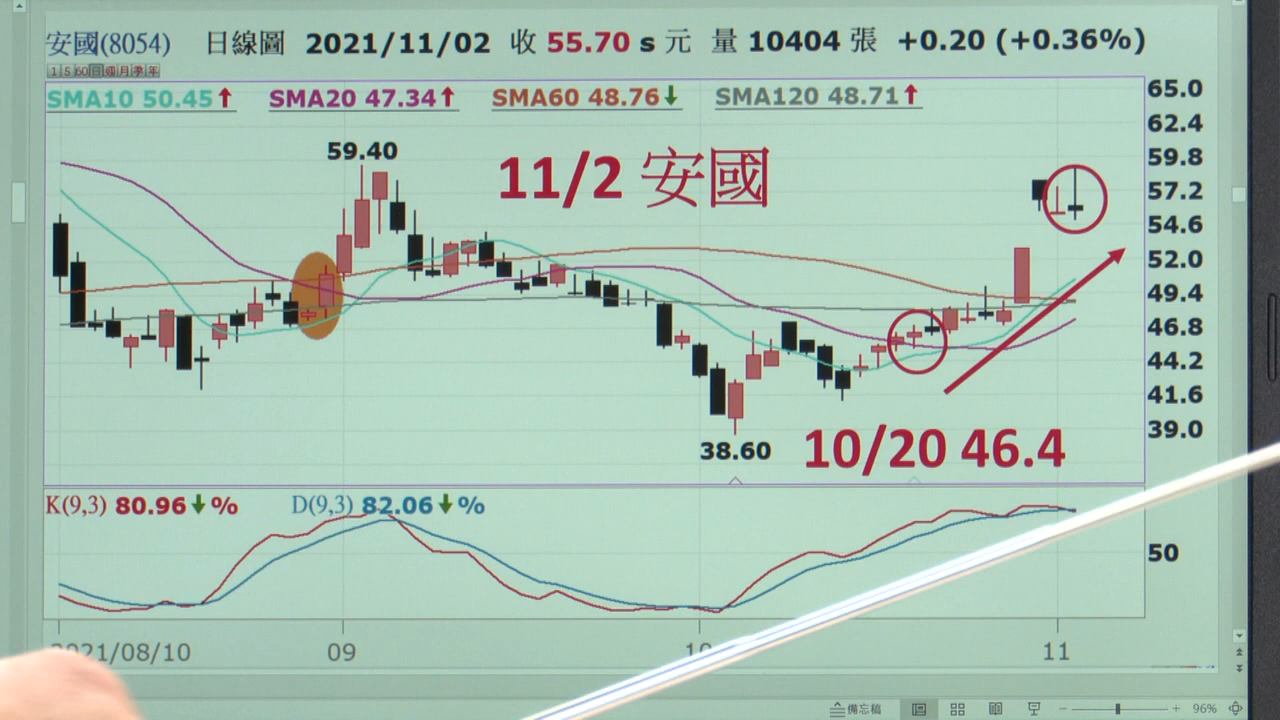 安國(8054) 日線圖 2021/11/02 收 55.70 s 元 量 10404 張 +0.20 (+0.36%)
1 5 60 日 週 月 季 年
SMA10 50.45↑ SMA20 47.34↑ SMA60 48.76↓ SMA120 48.71↑
65.0
62.4
59.8
57.2
54.6
52.0
49.4
46.8
44.2
41.6
39.0
59.40
11/2 安國
38.60
10/20 46.4
K(9,3) 80.96↓% D(9,3) 82.06↓%
50
2021/08/10 09 10 11
備忘稿 96%